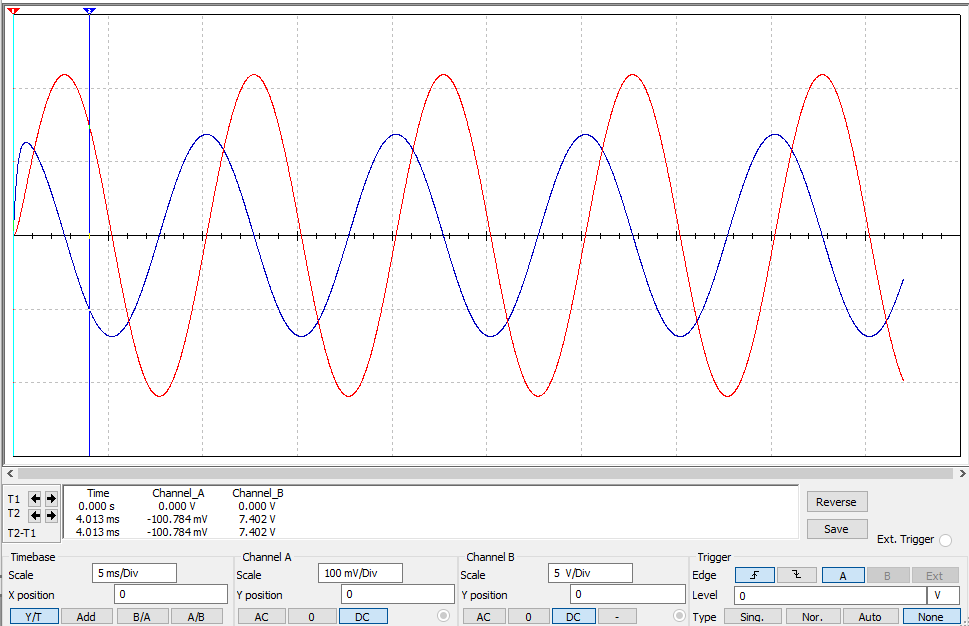 T1
T2
T2-T1
Time Channel_A Channel_B
0.000 s 0.000 V 0.000 V
4.013 ms -100.784 mV 7.402 V
4.013 ms -100.784 mV 7.402 V
Reverse
Save
Ext. Trigger
Timebase
Scale 5 ms/Div
X position 0
Y/T Add B/A A/B
Channel A
Scale 100 mV/Div
Y position 0
AC 0 DC
Channel B
Scale 5 V/Div
Y position 0
AC 0 DC -
Trigger
Edge A B Ext
Level 0 V
Type Sing. Nor. Auto None